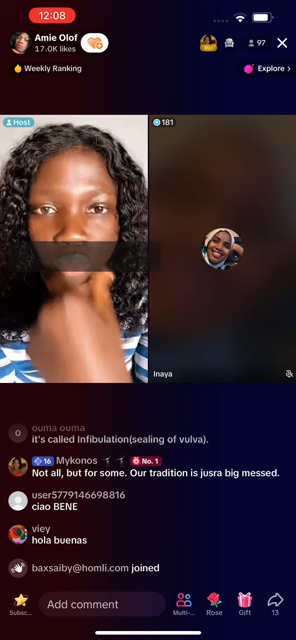 12:08
Amie Olof
17.0K likes
97
Weekly Ranking
Explore >
Host
181
Inaya
ouma ouma
it's called Infibulation(sealing of vulva).
16 Mykonos No. 1
Not all, but for some. Our tradition is jusra big messed.
user5779146698816
ciao BENE
viey
hola buenas
baxsaiby@homli.com joined
Subsc...
Add comment
Multi-...
Rose
Gift
13